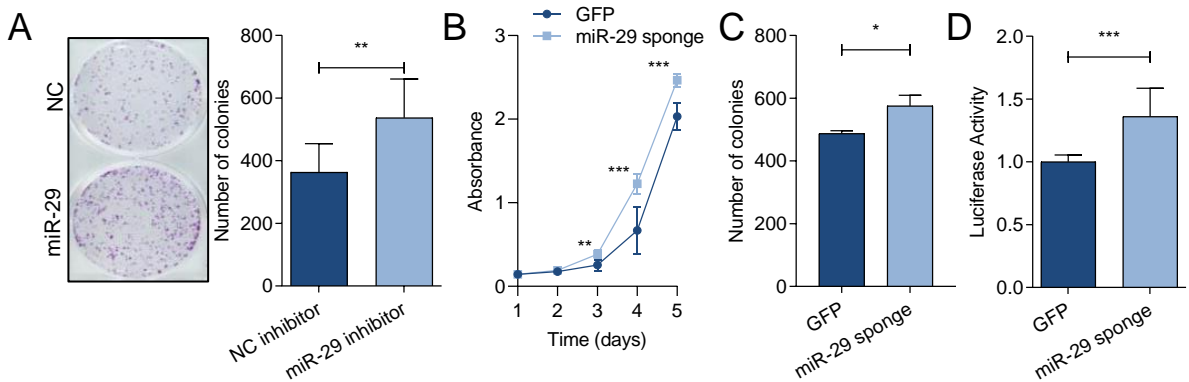 A
NC
miR-29
Number of colonies
800
600
400
200
0
**
NC inhibitor
miR-29 inhibitor
B
GFP
miR-29 sponge
Absorbance
3
2
1
0
**
***
***
1 2 3 4 5
Time (days)
C
Number of colonies
800
600
400
200
0
*
GFP
miR-29 sponge
D
Luciferase Activity
2.0
1.5
1.0
0.5
0.0
***
GFP
miR-29 sponge